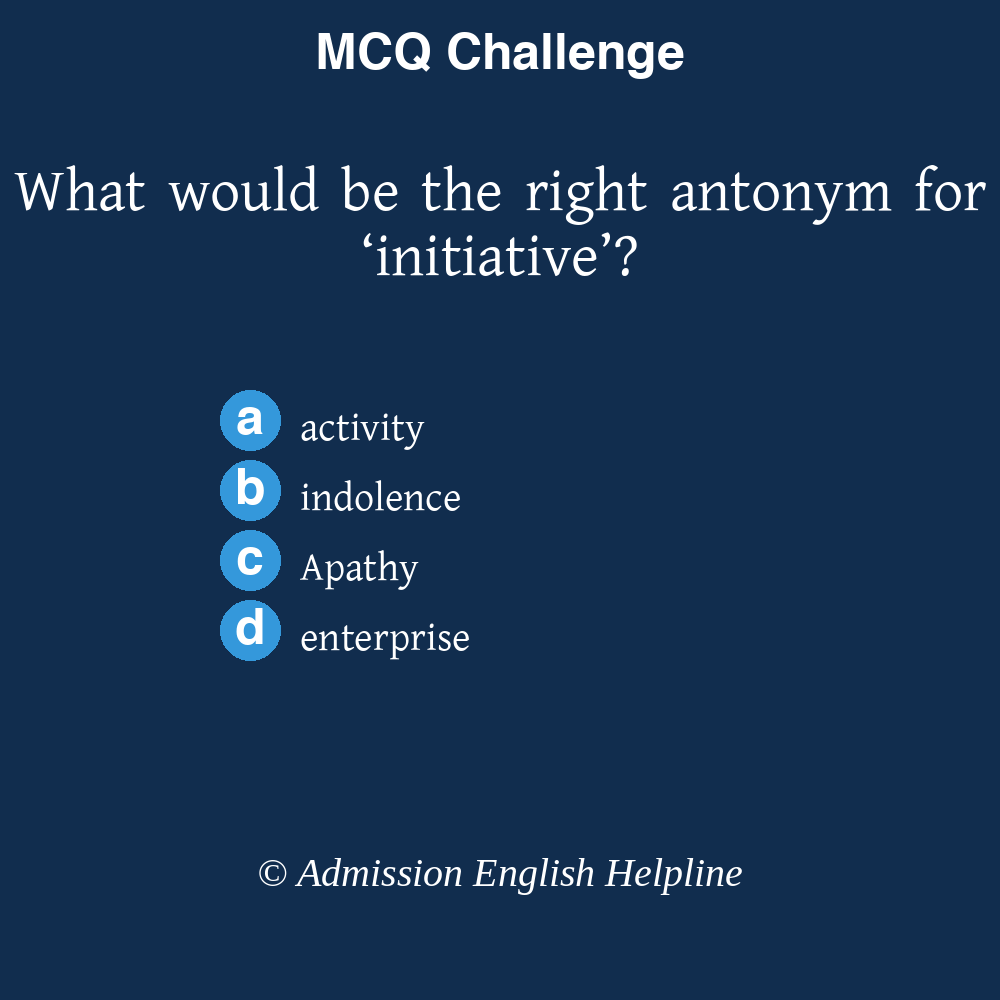 MCQ Challenge
What would be the right antonym for
‘initiative’?
a activity
b indolence
c Apathy
d enterprise
© Admission English Helpline